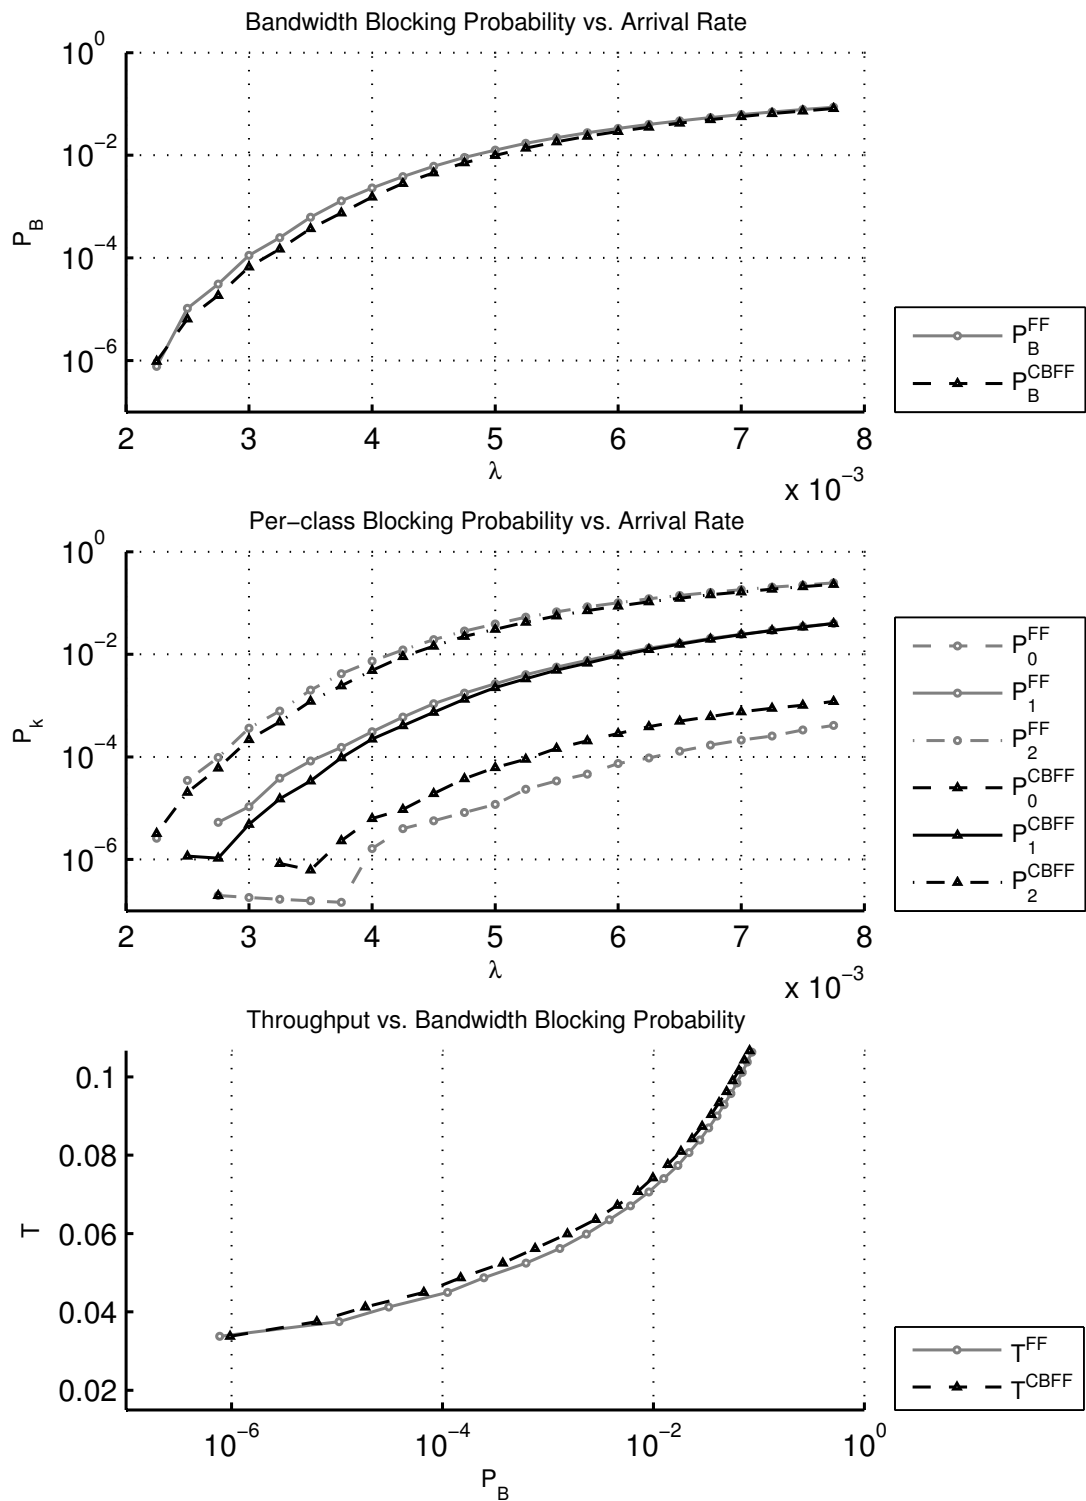 Bandwidth Blocking Probability vs. Arrival Rate
10^0
10^−2
10^−4
10^−6
P_B
2 3 4 5 6 7 8
λ
x 10^−3
P_B^FF
P_B^CBFF
Per−class Blocking Probability vs. Arrival Rate
10^0
10^−2
10^−4
10^−6
P_k
2 3 4 5 6 7 8
λ
x 10^−3
P_0^FF
P_1^FF
P_2^FF
P_0^CBFF
P_1^CBFF
P_2^CBFF
Throughput vs. Bandwidth Blocking Probability
0.1
0.08
0.06
0.04
0.02
T
10^−6 10^−4 10^−2 10^0
P_B
T^FF
T^CBFF